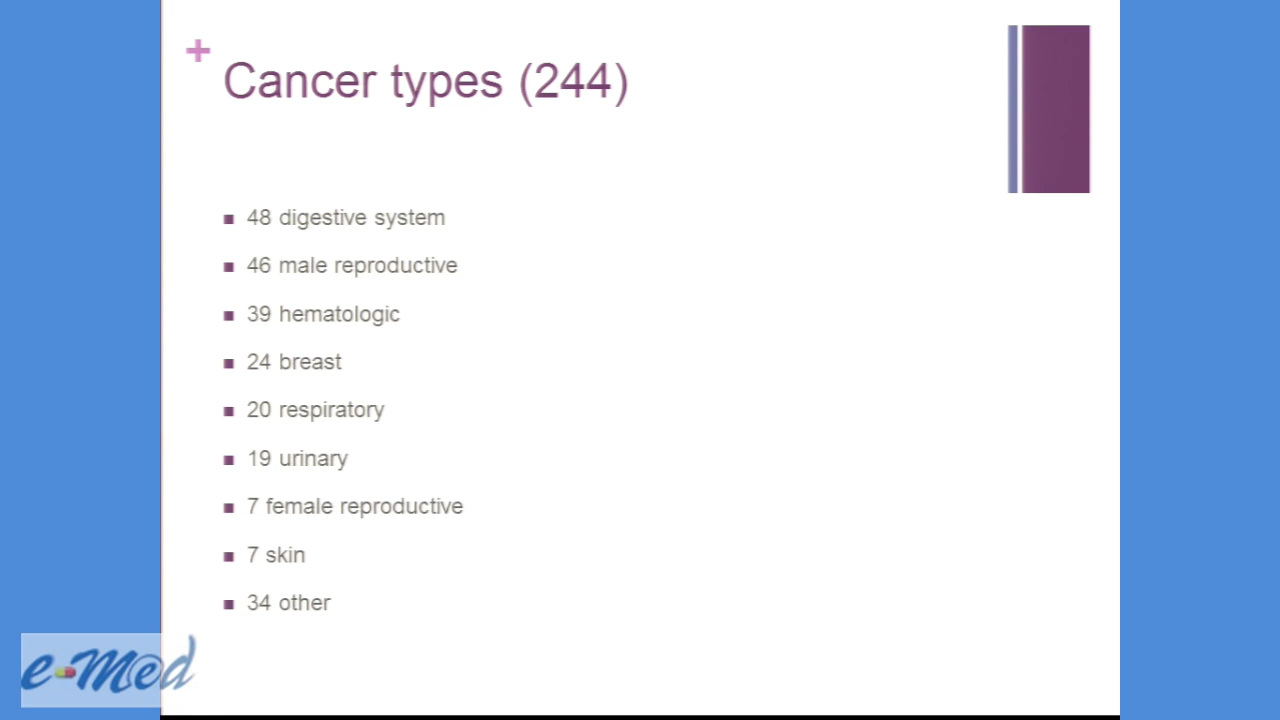 +
Cancer types (244)
48 digestive system
46 male reproductive
39 hematologic
24 breast
20 respiratory
19 urinary
7 female reproductive
7 skin
34 other
e-M@d